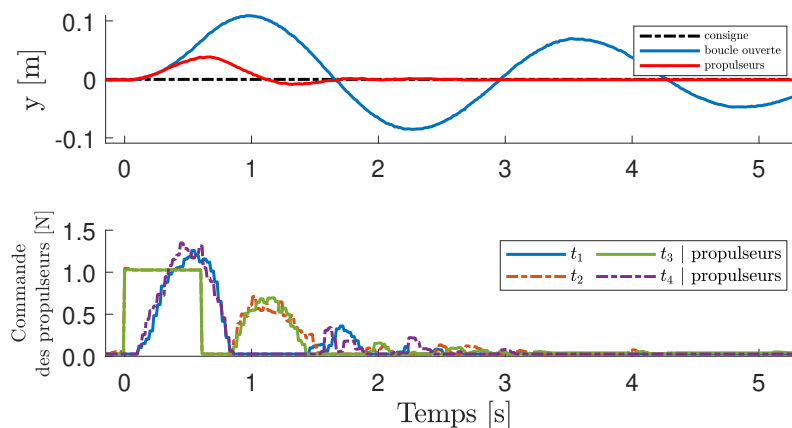 0.1
0
-0.1
y [m]
consigne
boucle ouverte
propulseurs
0 1 2 3 4 5
1.5
1.0
0.5
0.0
Commande
des propulseurs [N]
t1 t3 | propulseurs
t2 t4 | propulseurs
0 1 2 3 4 5
Temps [s]